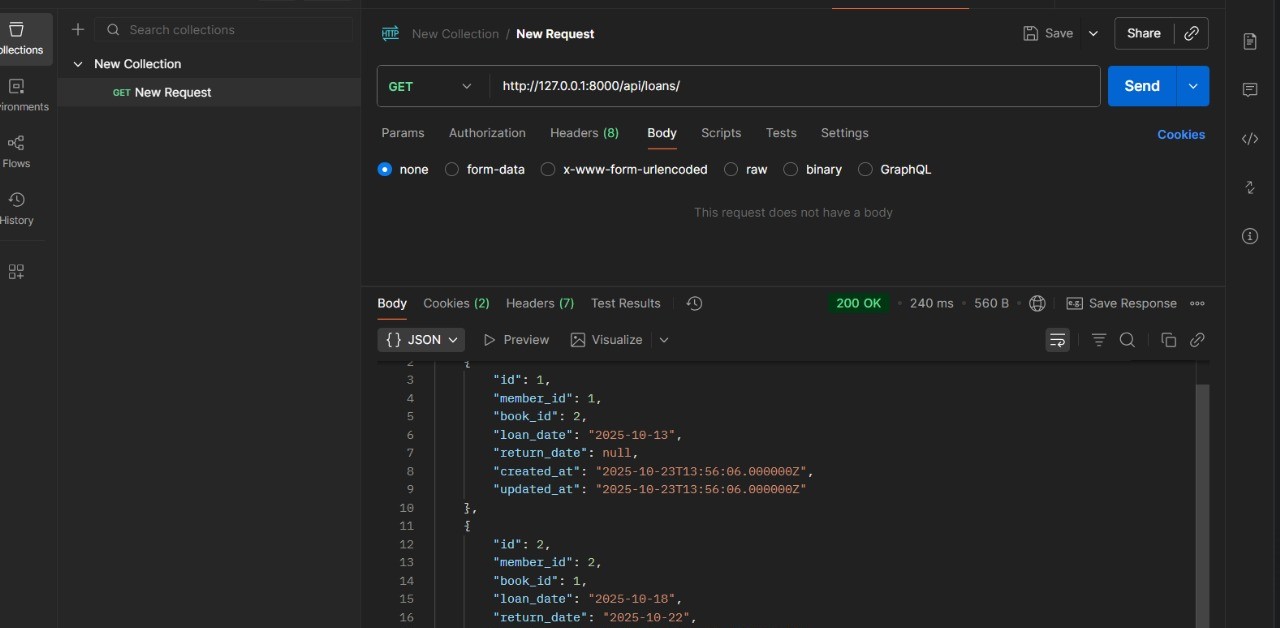 Search collections
New Collection / New Request
Save
Share
llections
New Collection
GET New Request
GET
http://127.0.0.1:8000/api/loans/
Send
vironments
Params
Authorization
Headers (8)
Body
Scripts
Tests
Settings
Cookies
Flows
none
form-data
x-www-form-urlencoded
raw
binary
GraphQL
History
This request does not have a body
Body
Cookies (2)
Headers (7)
Test Results
200 OK
240 ms
560 B
Save Response
{} JSON
Preview
Visualize
2 {
3 "id": 1,
4 "member_id": 1,
5 "book_id": 2,
6 "loan_date": "2025-10-13",
7 "return_date": null,
8 "created_at": "2025-10-23T13:56:06.000000Z",
9 "updated_at": "2025-10-23T13:56:06.000000Z"
10 },
11 {
12 "id": 2,
13 "member_id": 2,
14 "book_id": 1,
15 "loan_date": "2025-10-18",
16 "return_date": "2025-10-22",